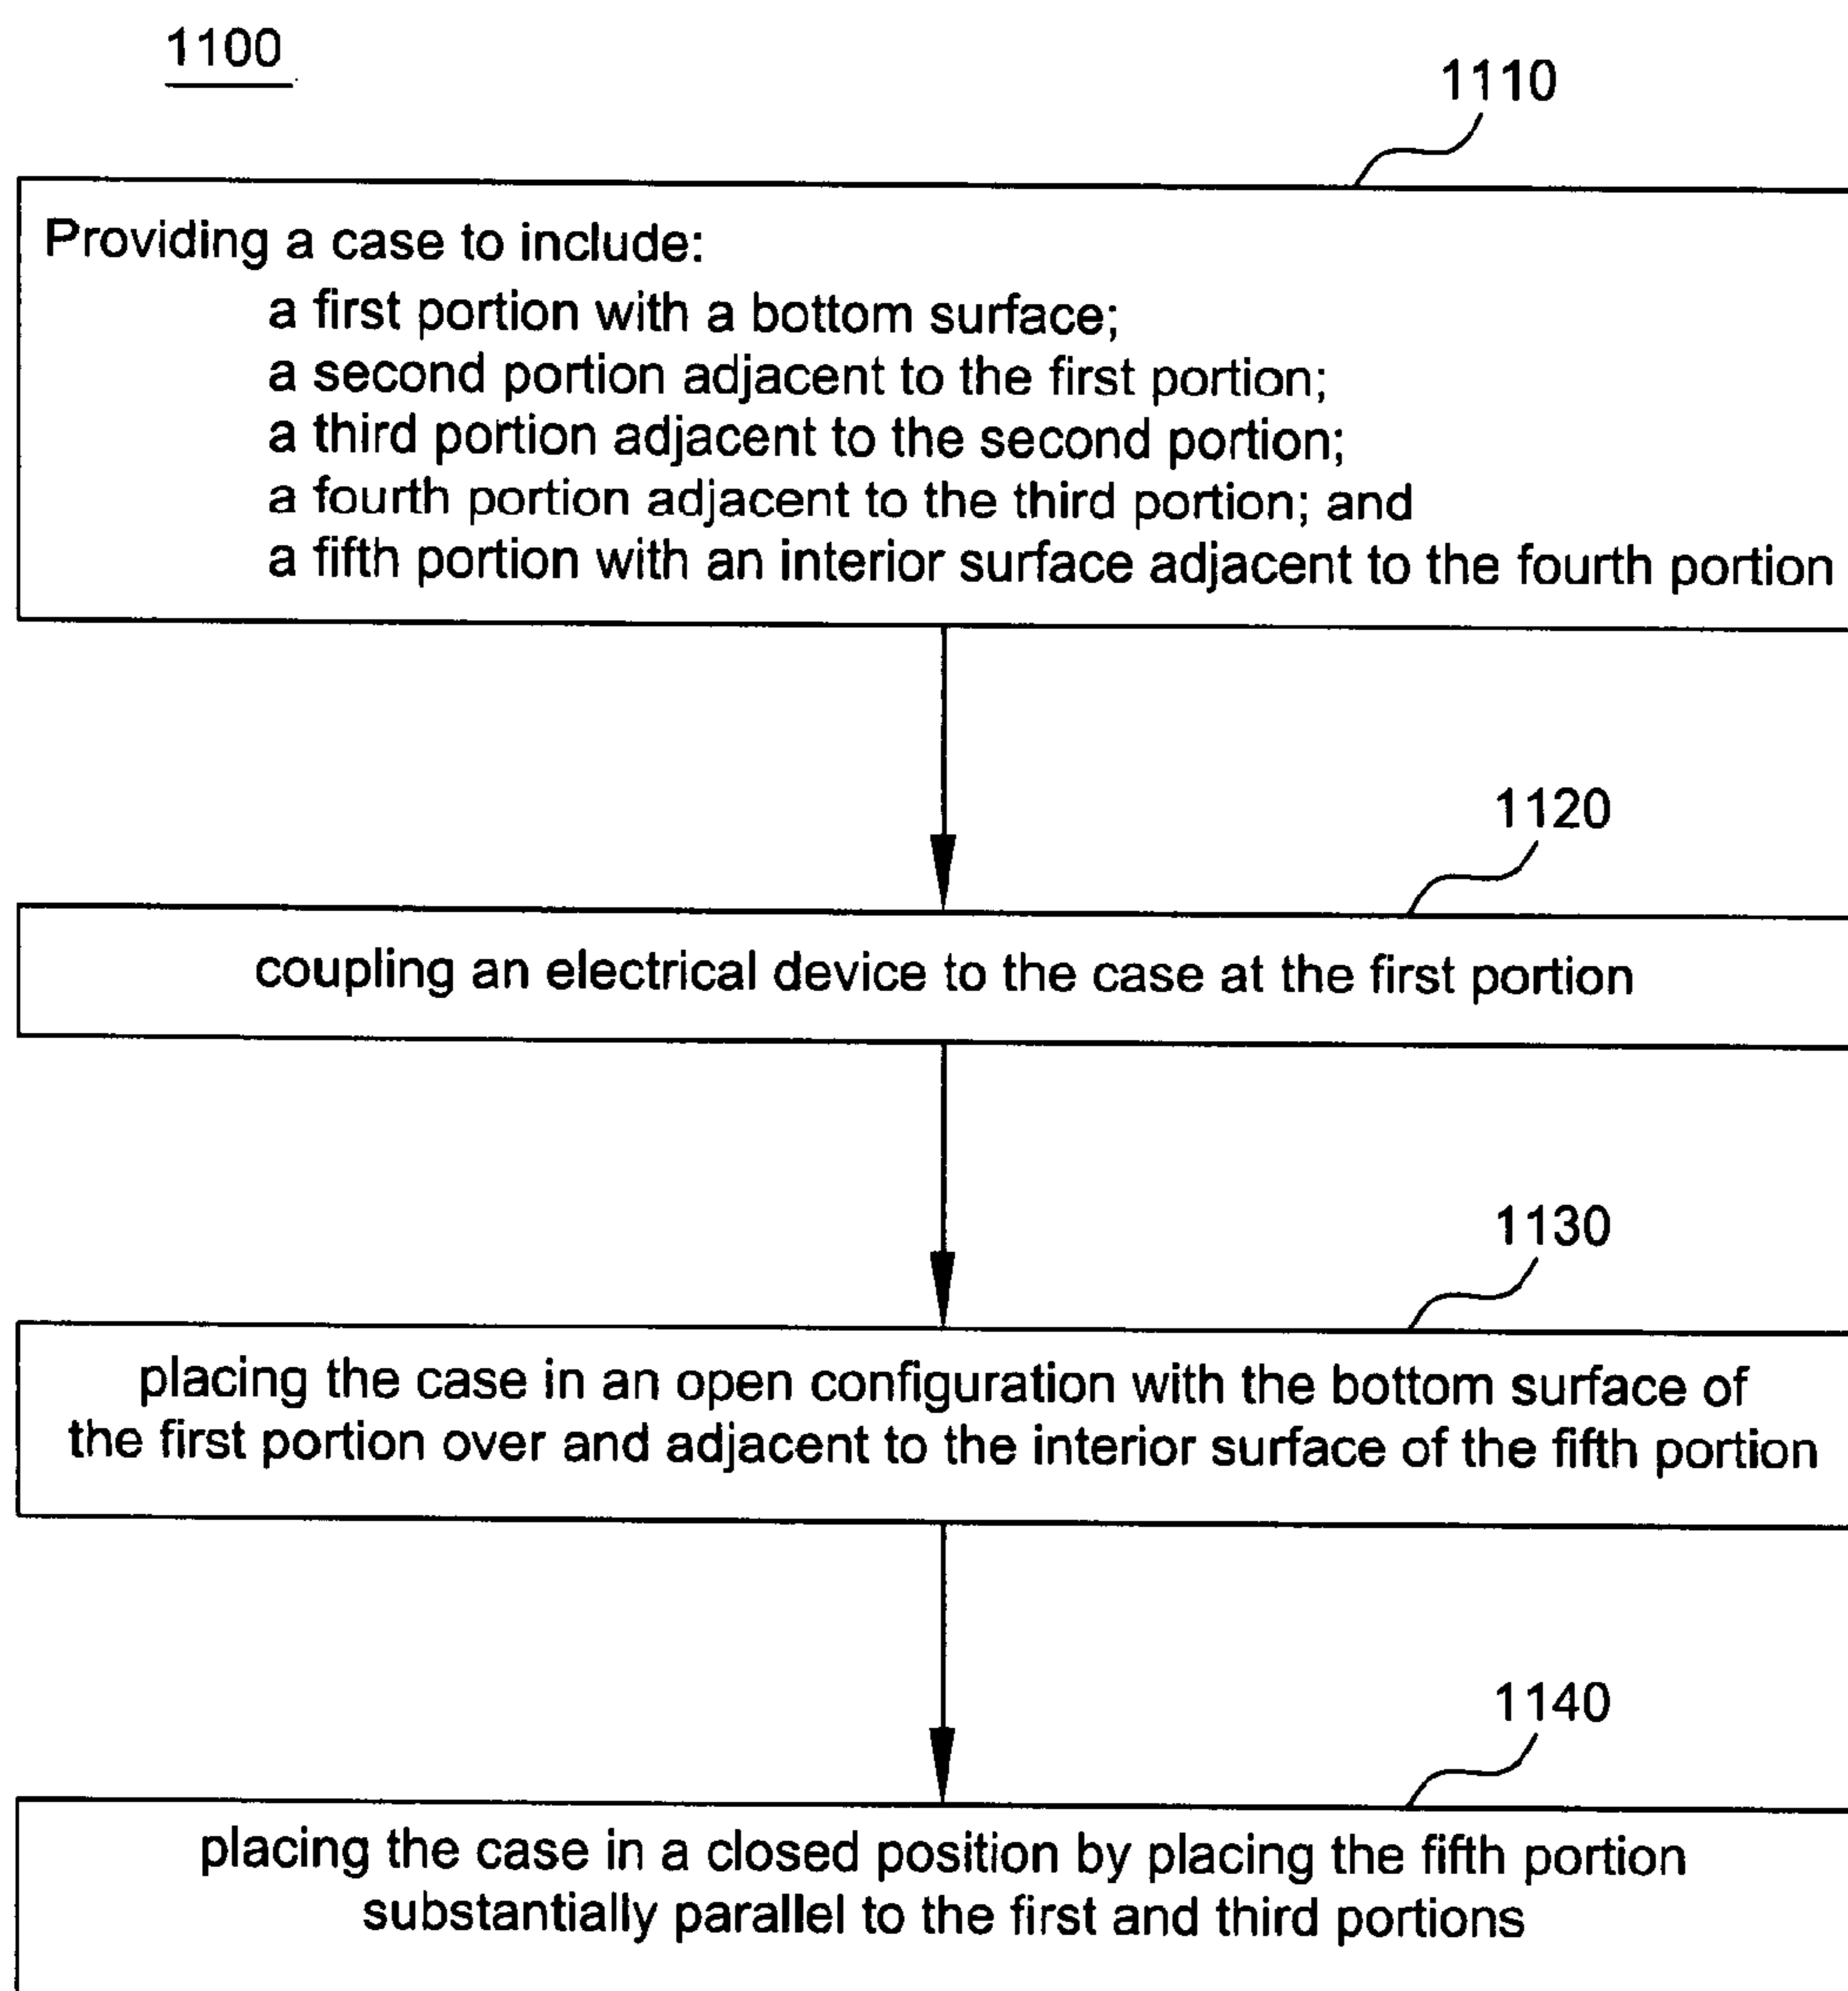 1100
1110
Providing a case to include:
a first portion with a bottom surface;
a second portion adjacent to the first portion;
a third portion adjacent to the second portion;
a fourth portion adjacent to the third portion; and
a fifth portion with an interior surface adjacent to the fourth portion
1120
coupling an electrical device to the case at the first portion
1130
placing the case in an open configuration with the bottom surface of
the first portion over and adjacent to the interior surface of the fifth portion
1140
placing the case in a closed position by placing the fifth portion
substantially parallel to the first and third portions